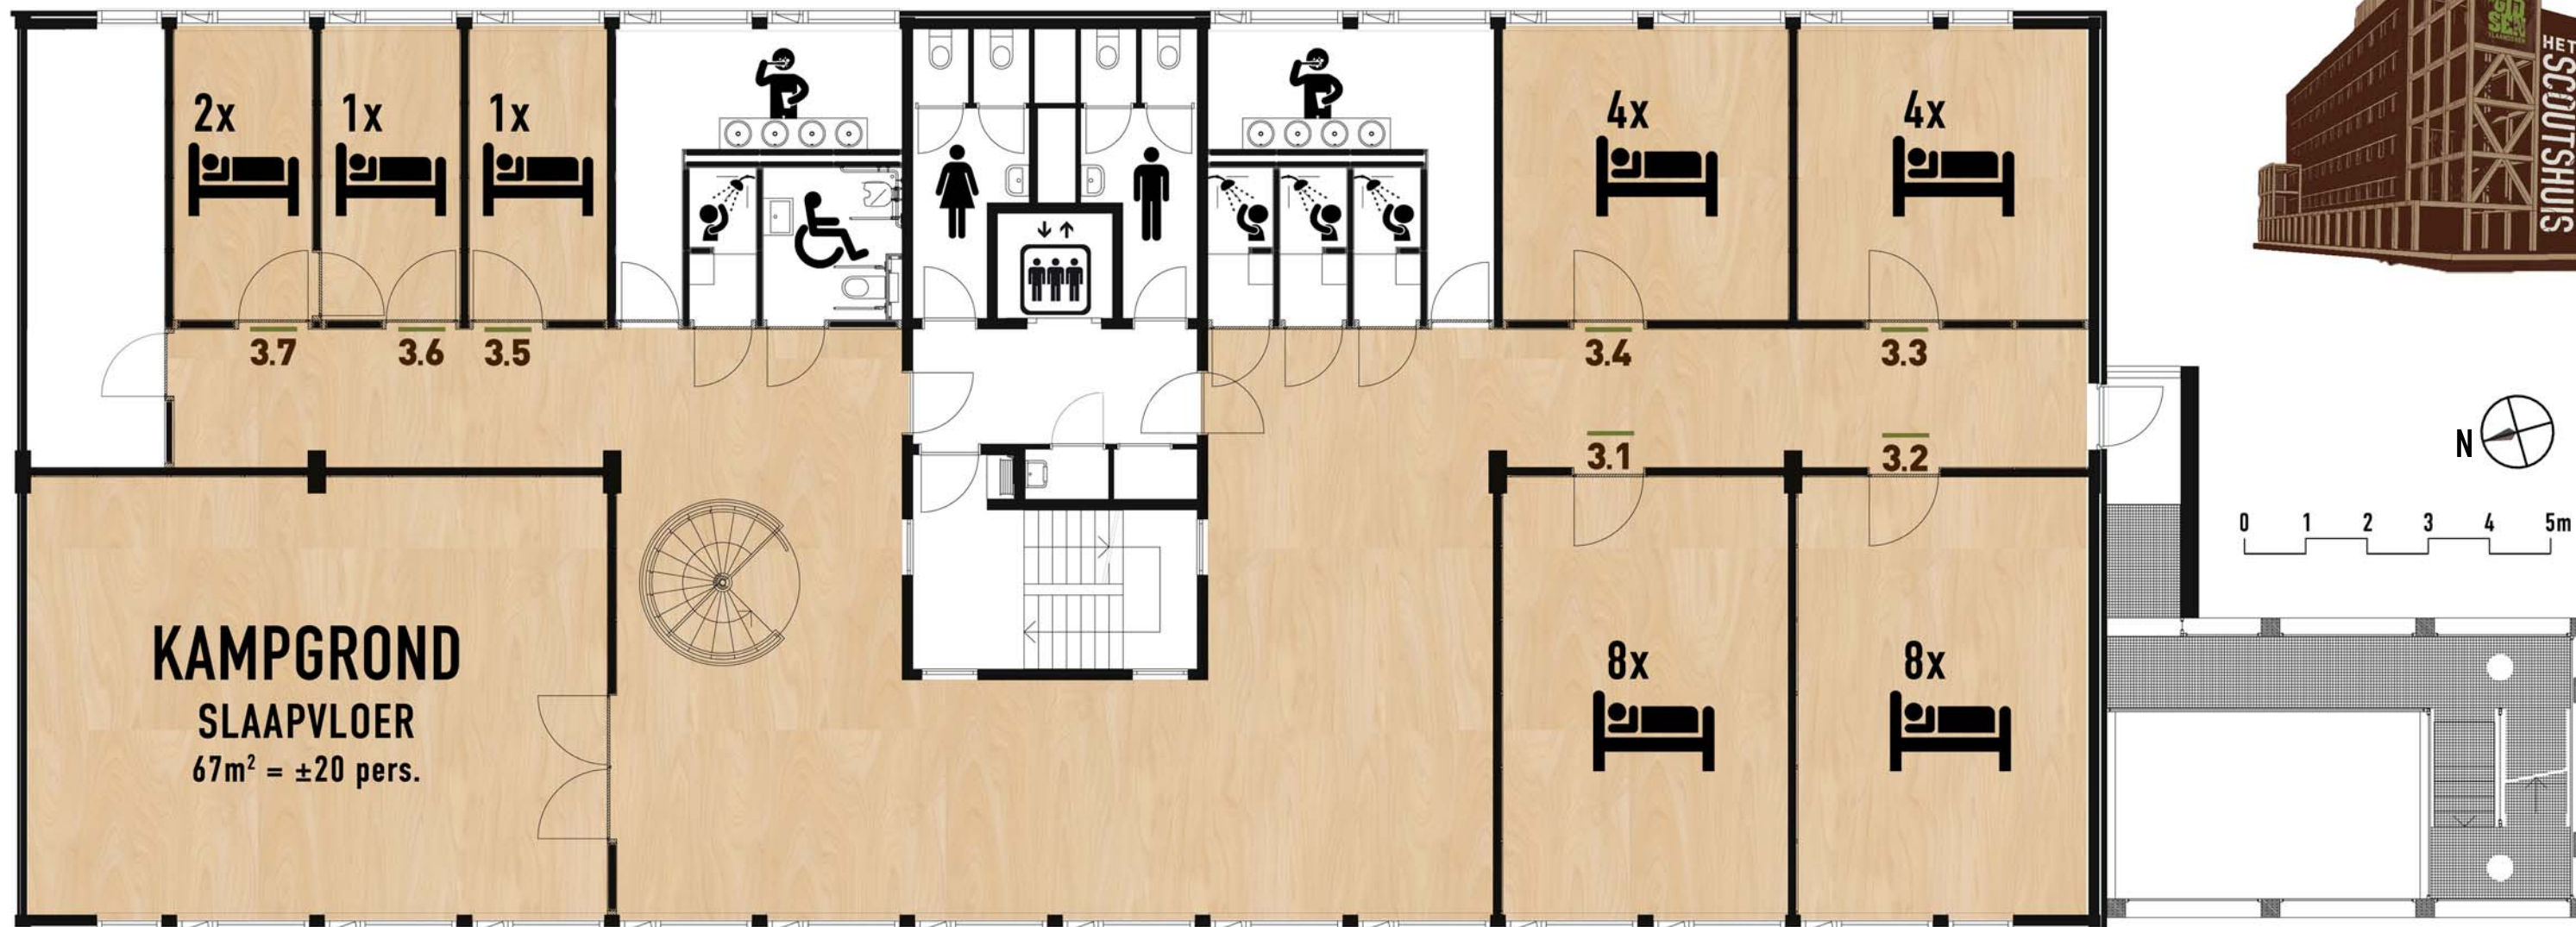 2x
1x
1x
4x
4x
GIDSEN
HET
SCOUTSHUIS
3.7
3.6
3.5
3.4
3.3
3.1
3.2
N
0 1 2 3 4 5m
KAMPGROND
SLAAPVLOER
67m² = ±20 pers.
8x
8x